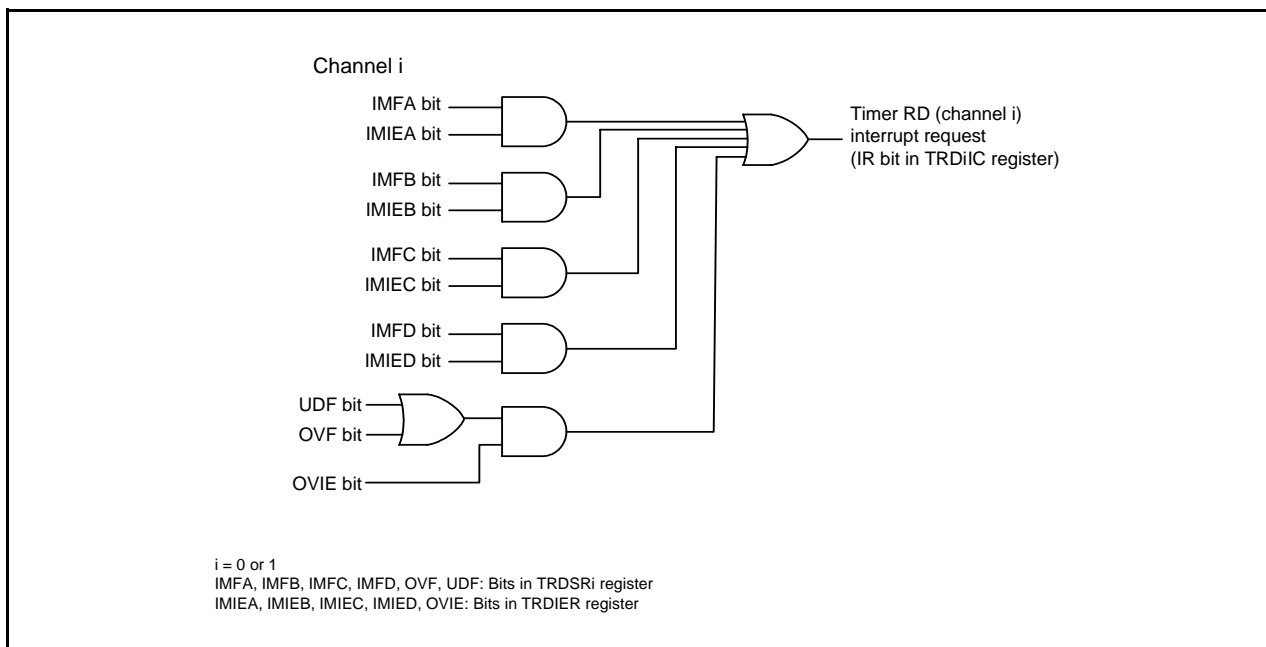 Channel i
IMFA bit
IMIEA bit
IMFB bit
IMIEB bit
IMFC bit
IMIEC bit
IMFD bit
IMIED bit
UDF bit
OVF bit
OVIE bit
Timer RD (channel i)
interrupt request
(IR bit in TRDiIC register)
i = 0 or 1
IMFA, IMFB, IMFC, IMFD, OVF, UDF: Bits in TRDSRi register
IMIEA, IMIEB, IMIEC, IMIED, OVIE: Bits in TRDIER register